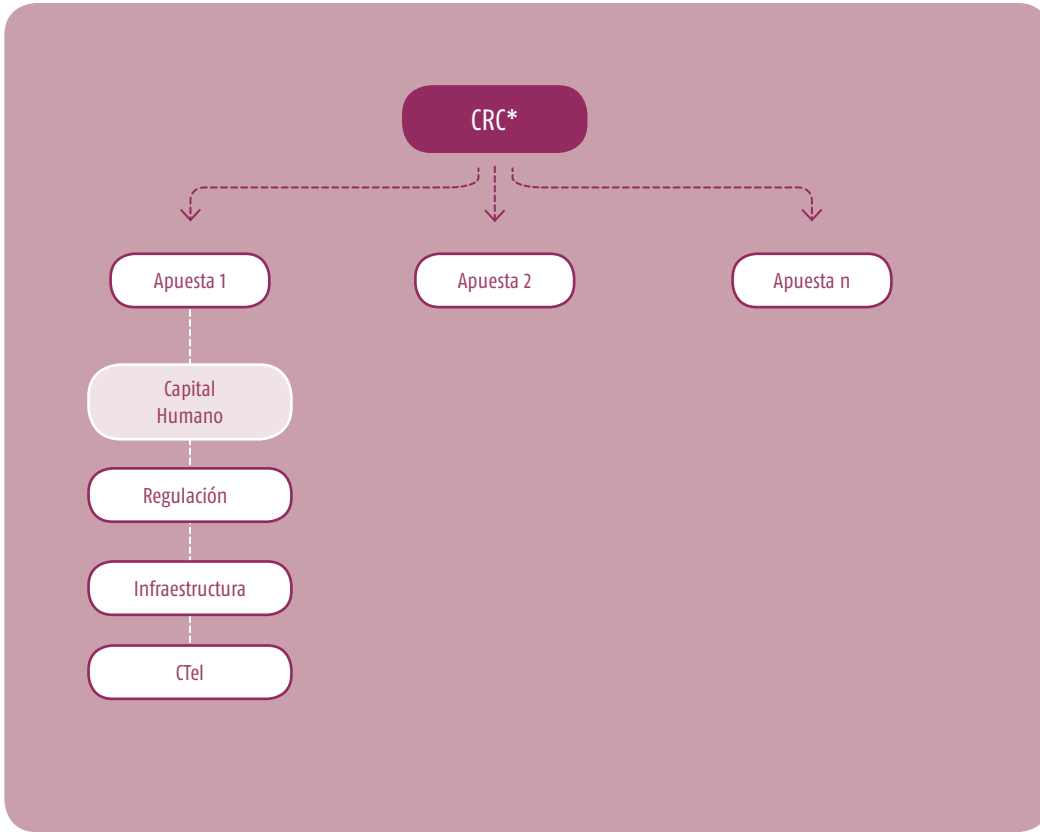 CRC*
Apuesta 1
Apuesta 2
Apuesta n
Capital
Humano
Regulación
Infraestructura
CTel